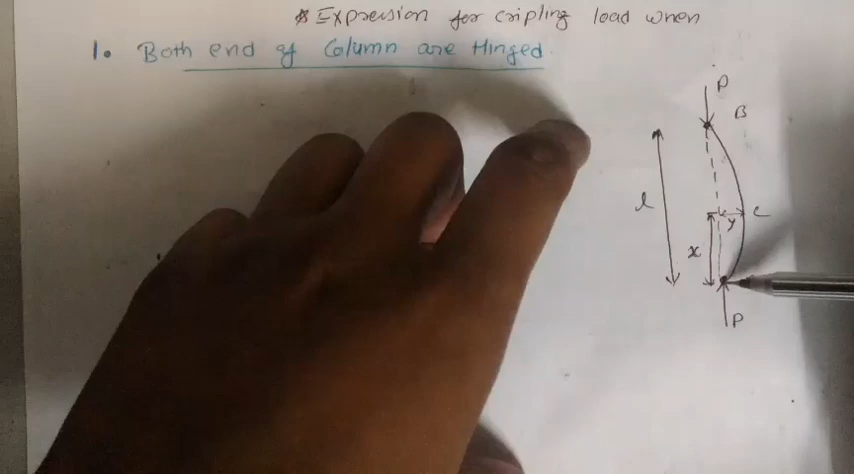 * Expression for cripling load when
1. Both end of Column are Hinged.
P
B
l
y
c
x
P